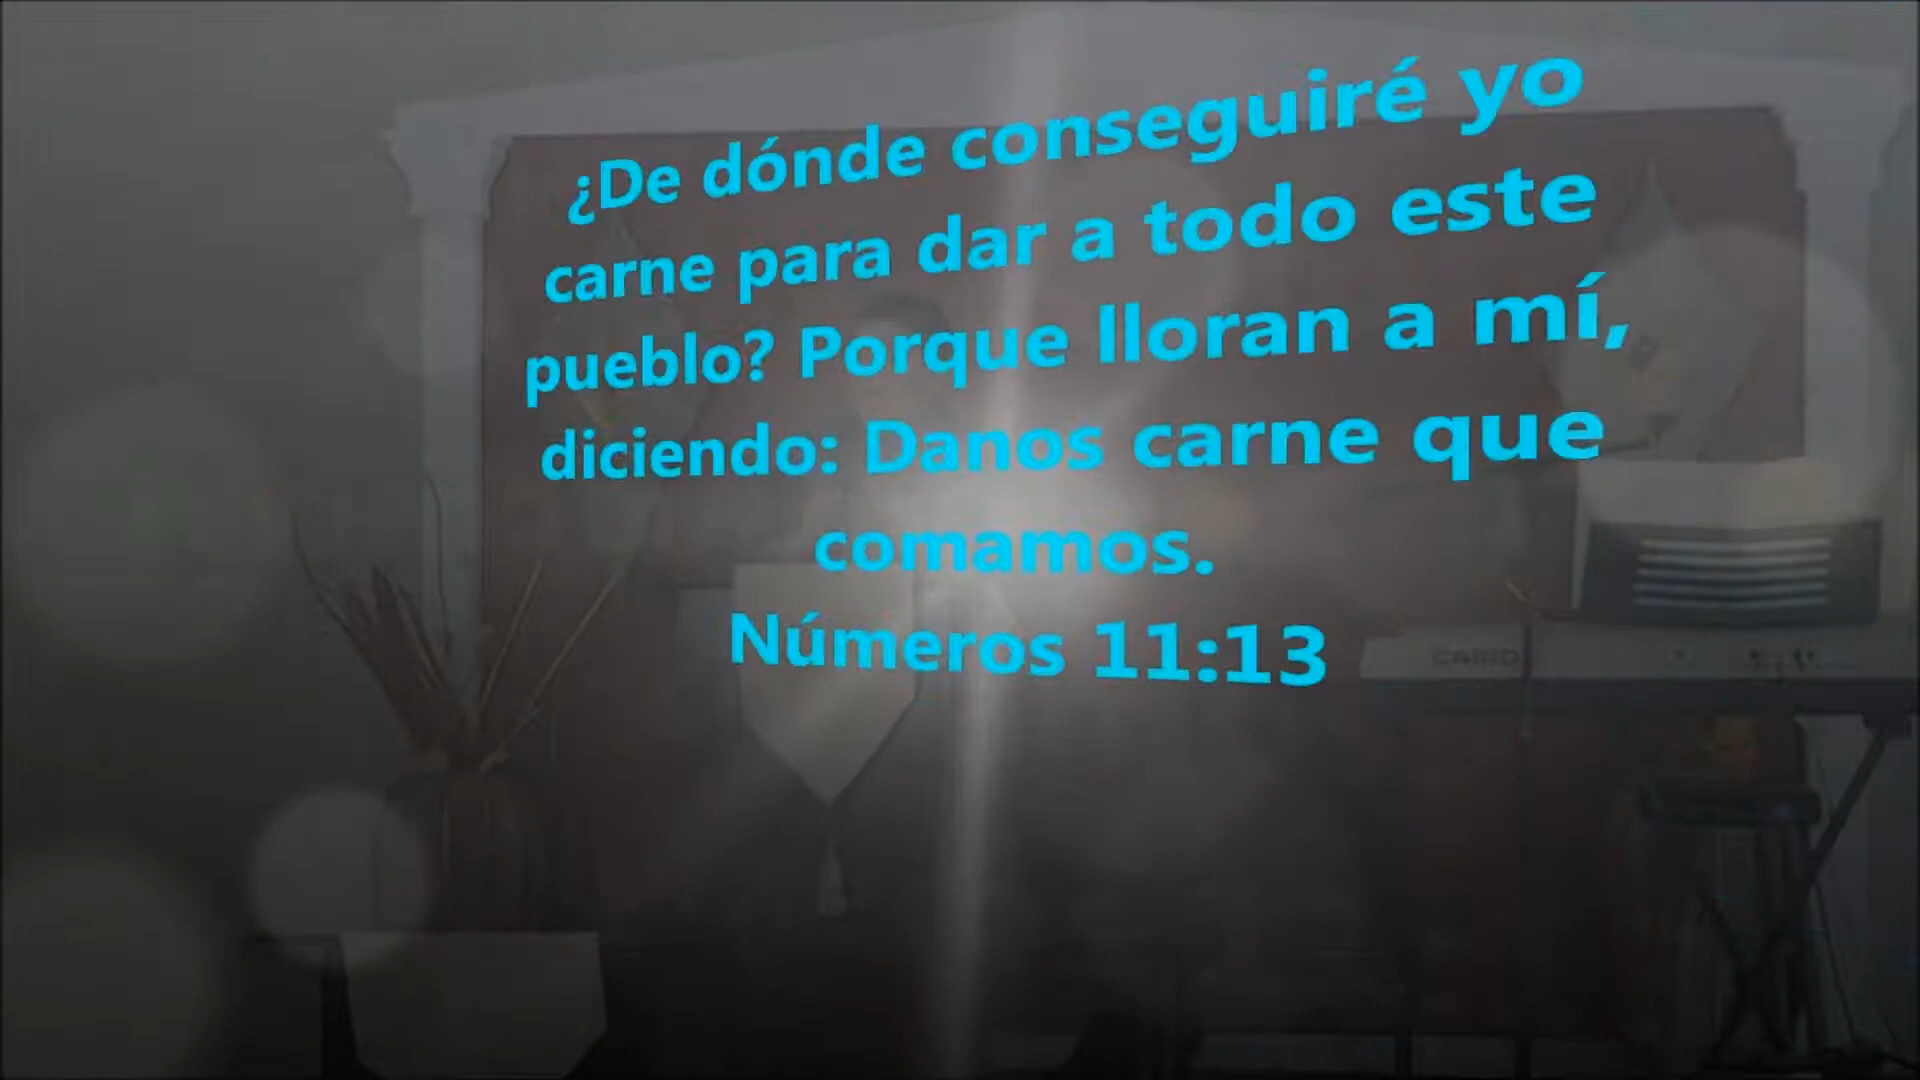 ¿De dónde conseguiré yo
carne para dar a todo este
pueblo? Porque lloran a mí,
diciendo: Danos carne que
comamos.
Números 11:13
CASIO